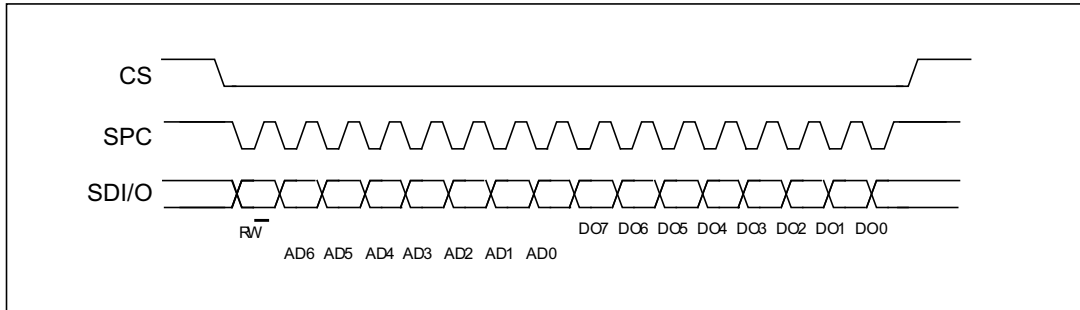 CS
SPC
SDI/O
RW
DO7 DO6 DO5 DO4 DO3 DO2 DO1 DO0
AD6 AD5 AD4 AD3 AD2 AD1 AD0